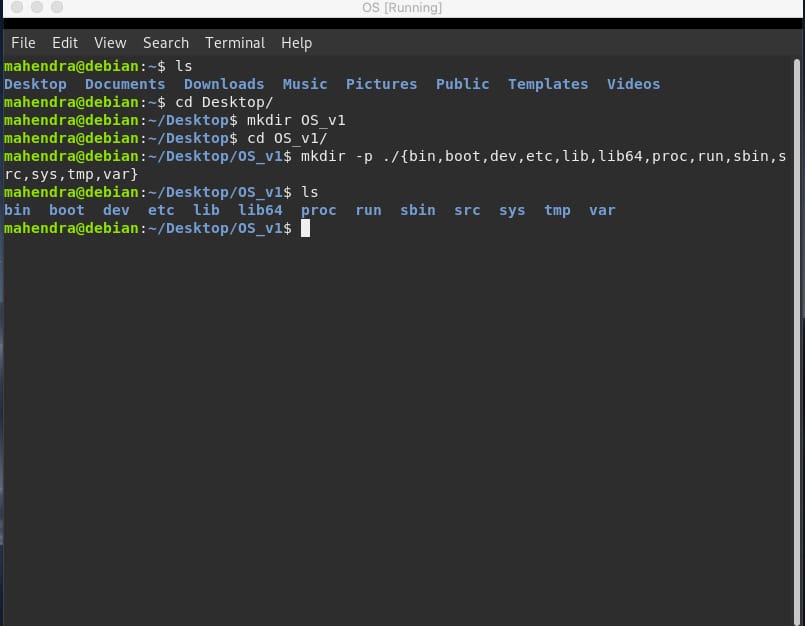 OS [Running]
File Edit View Search Terminal Help
mahendra@debian:~$ ls
Desktop Documents Downloads Music Pictures Public Templates Videos
mahendra@debian:~$ cd Desktop/
mahendra@debian:~/Desktop$ mkdir OS_v1
mahendra@debian:~/Desktop$ cd OS_v1/
mahendra@debian:~/Desktop/OS_v1$ mkdir -p ./{bin,boot,dev,etc,lib,lib64,proc,run,sbin,s
rc,sys,tmp,var}
mahendra@debian:~/Desktop/OS_v1$ ls
bin boot dev etc lib lib64 proc run sbin src sys tmp var
mahendra@debian:~/Desktop/OS_v1$